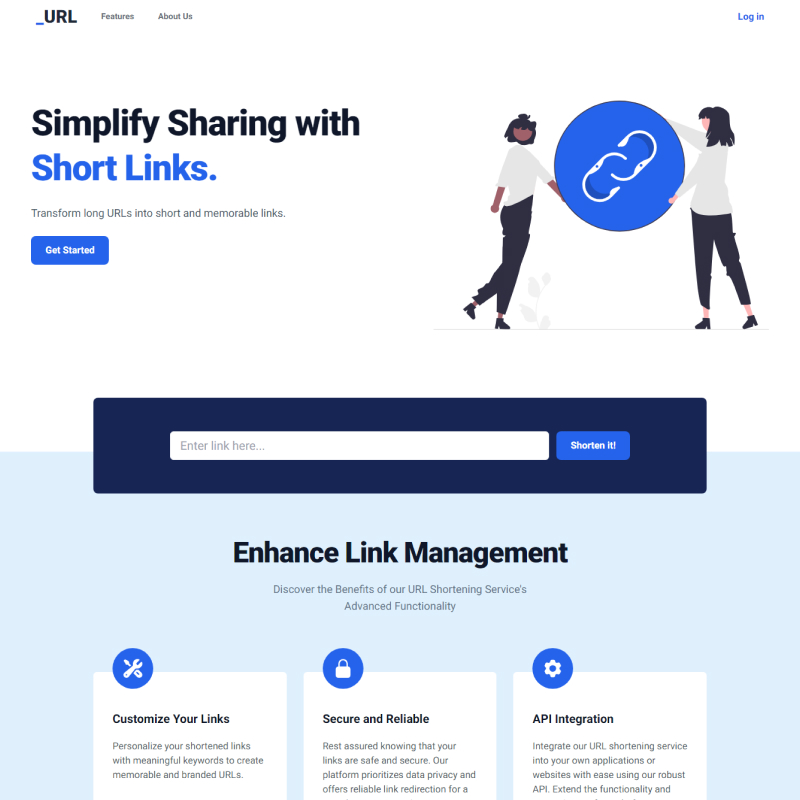 _URL
Features
About Us
Log in
Simplify Sharing with
Short Links.
Transform long URLs into short and memorable links.
Get Started
Enter link here...
Shorten it!
Enhance Link Management
Discover the Benefits of our URL Shortening Service's
Advanced Functionality
Customize Your Links
Personalize your shortened links
with meaningful keywords to create
memorable and branded URLs.
Secure and Reliable
Rest assured knowing that your
links are safe and secure. Our
platform prioritizes data privacy and
offers reliable link redirection for a
API Integration
Integrate our URL shortening service
into your own applications or
websites with ease using our robust
API. Extend the functionality and